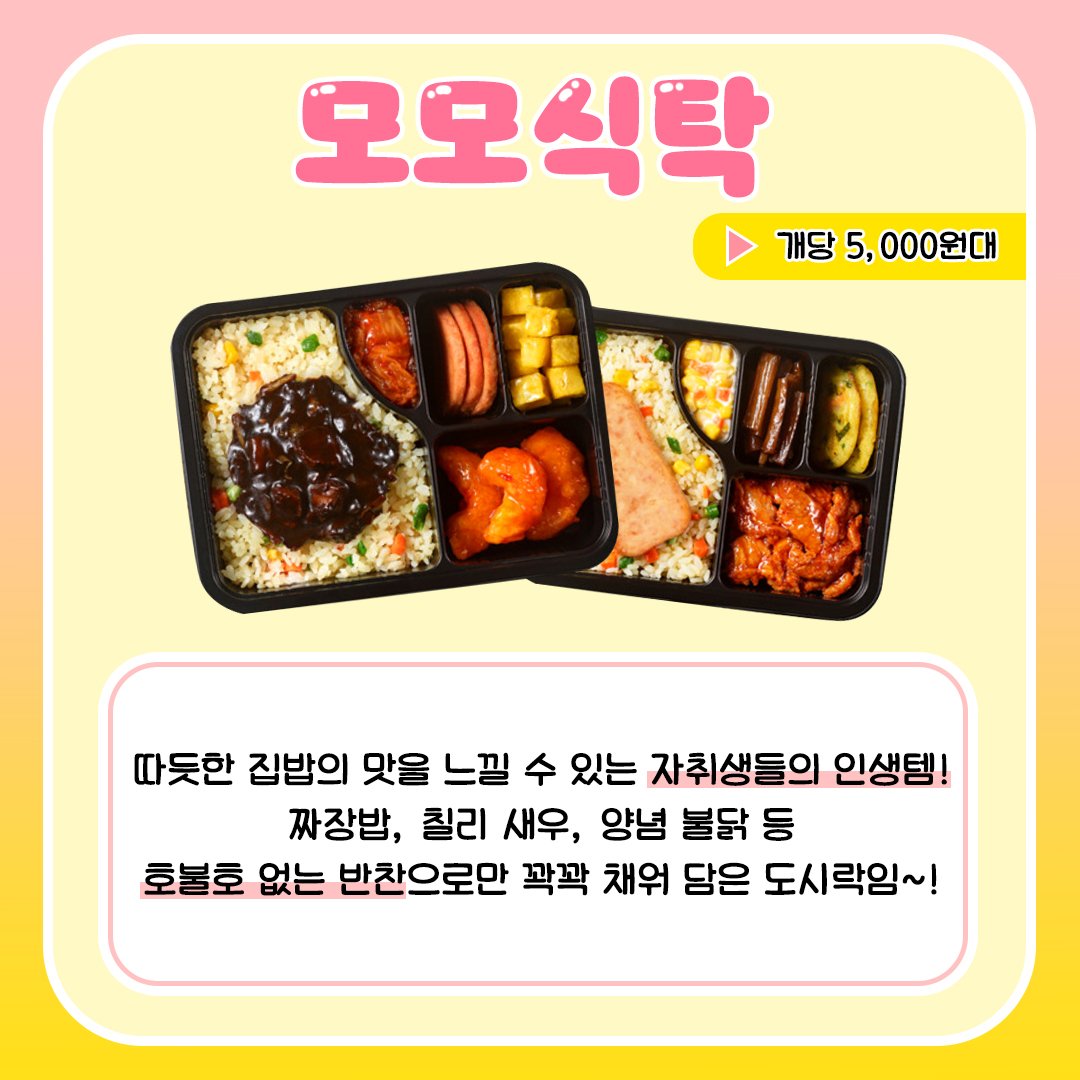 모모식탁
개당 5,000원대
따듯한 집밥의 맛을 느낄 수 있는 자취생들의 인생템!
짜장밥, 칠리 새우, 양념 불닭 등
호불호 없는 반찬으로만 꽉꽉 채워 담은 도시락임~!